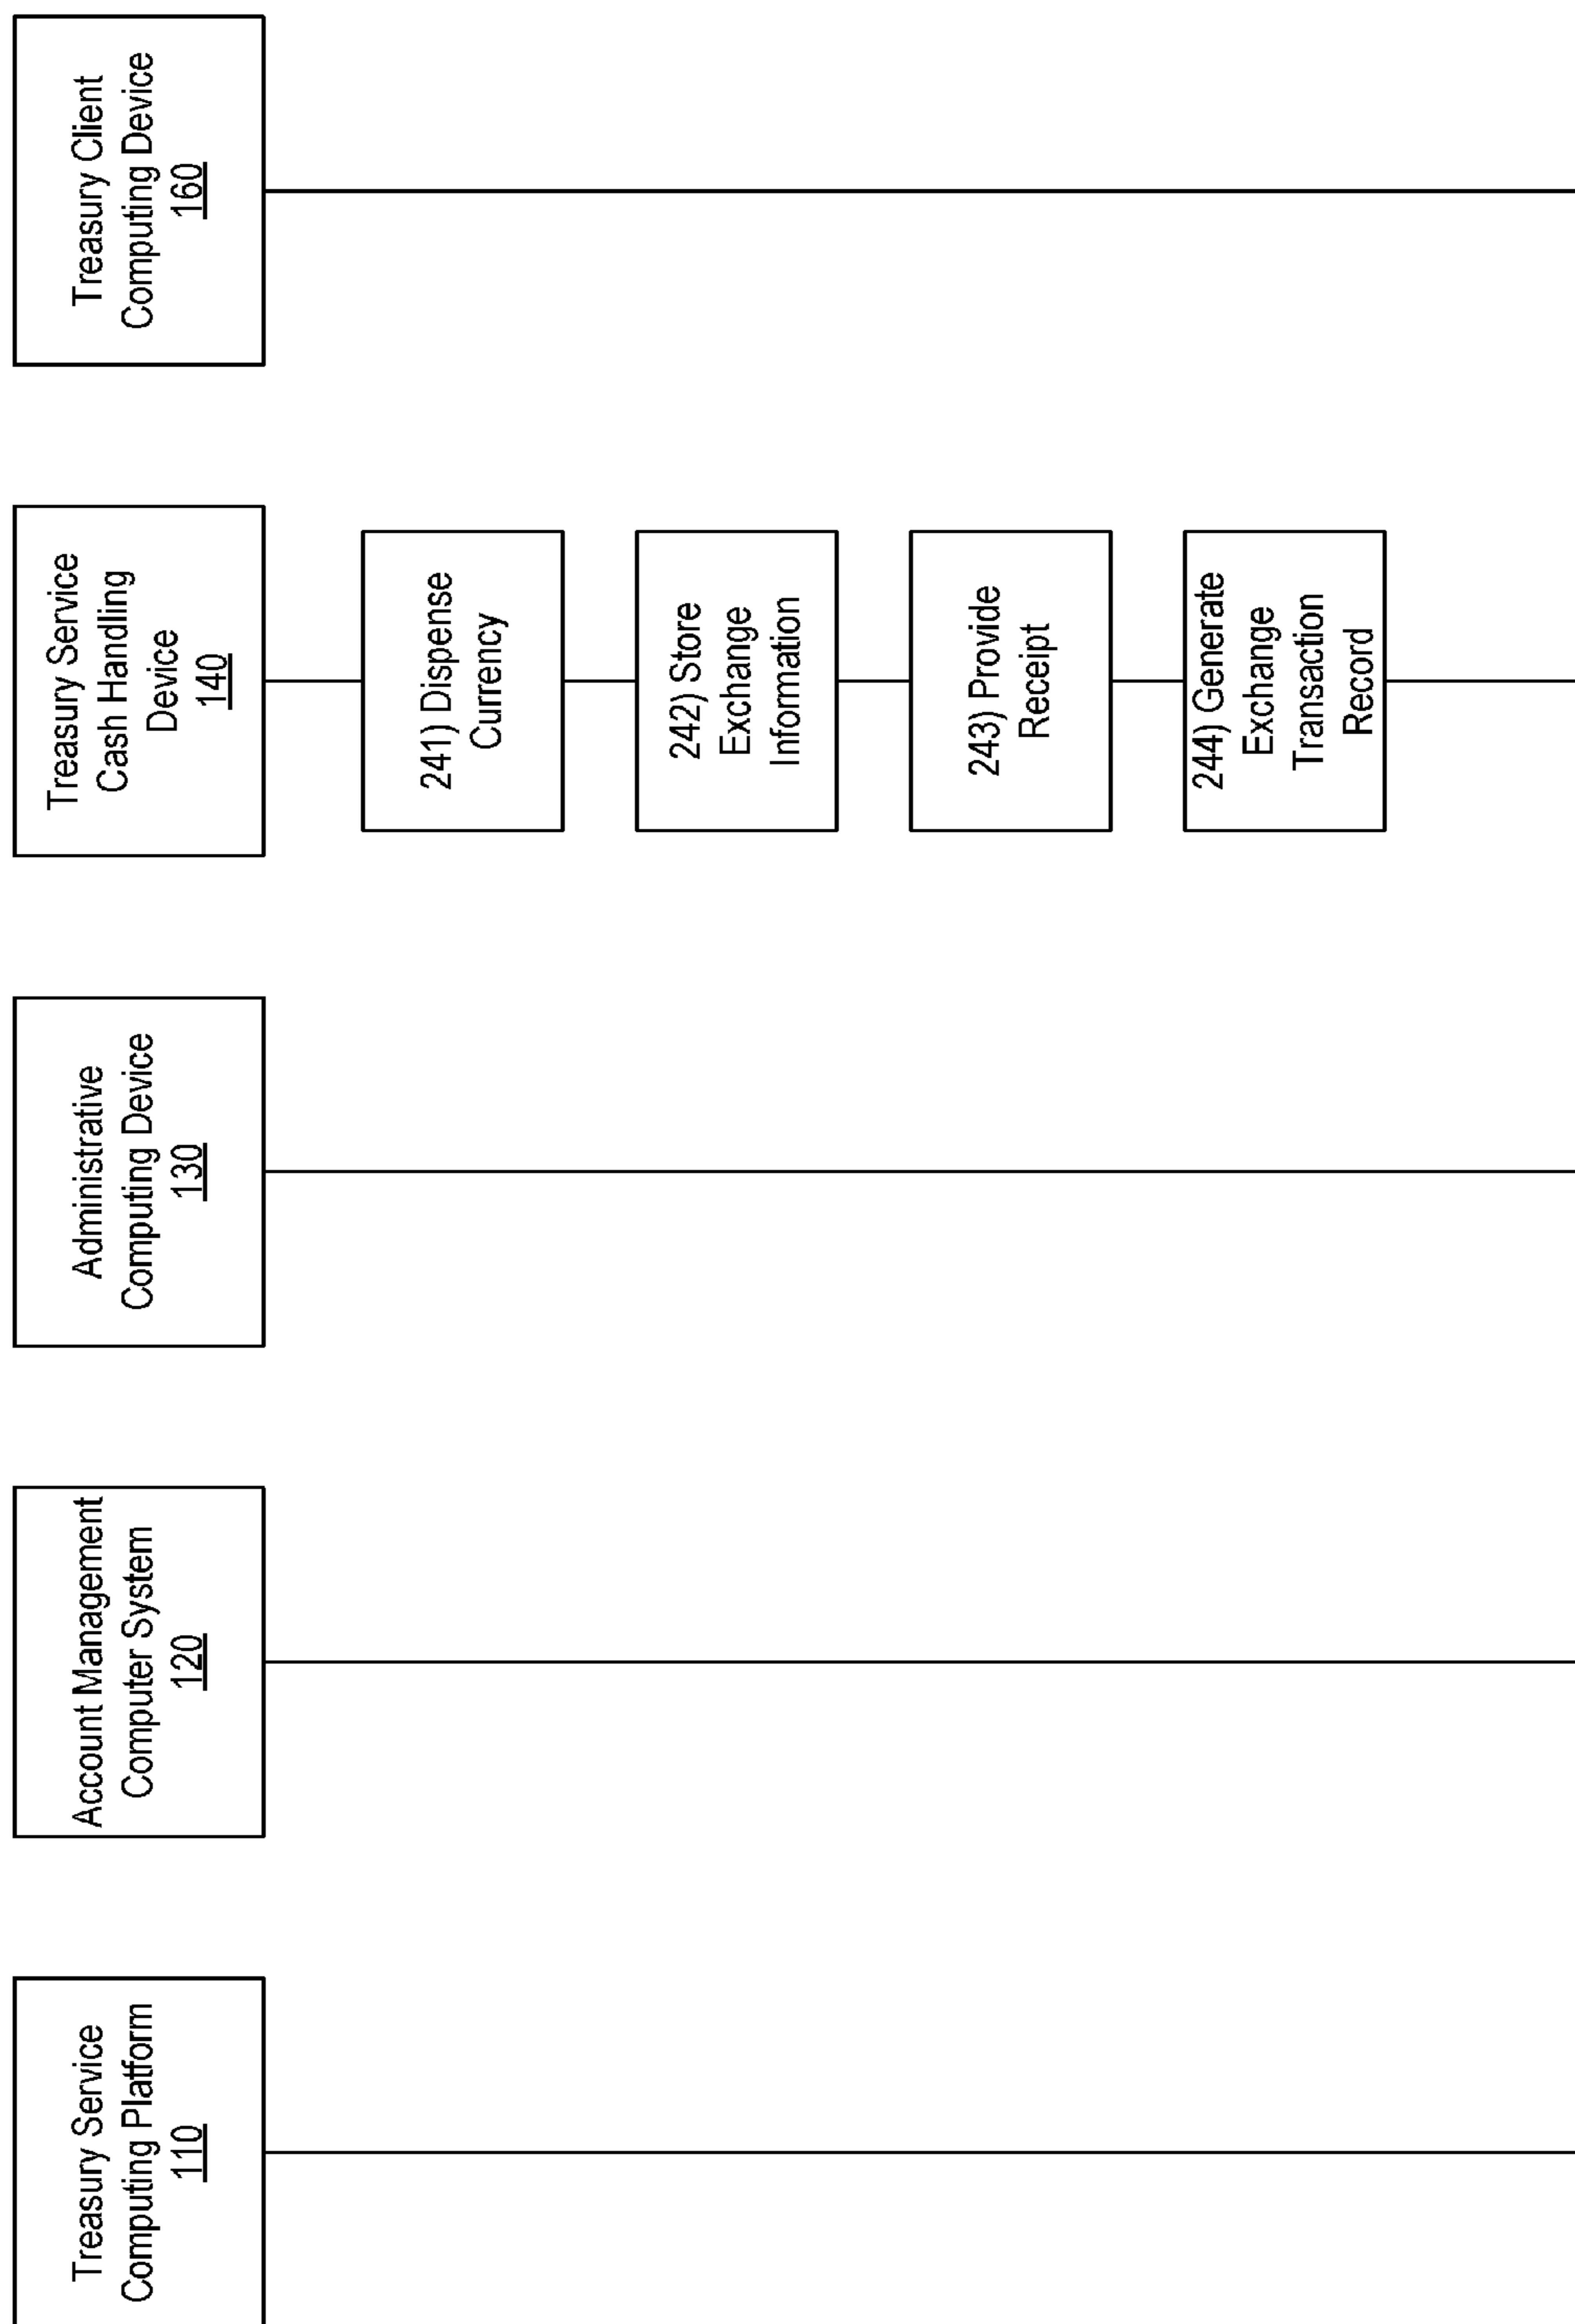 Treasury Service
Computing Platform
110
Account Management
Computer System
120
Administrative
Computing Device
130
Treasury Service
Cash Handling
Device
140
Treasury Client
Computing Device
160
241) Dispense
Currency
242) Store
Exchange
Information
243) Provide
Receipt
244) Generate
Exchange
Transaction
Record